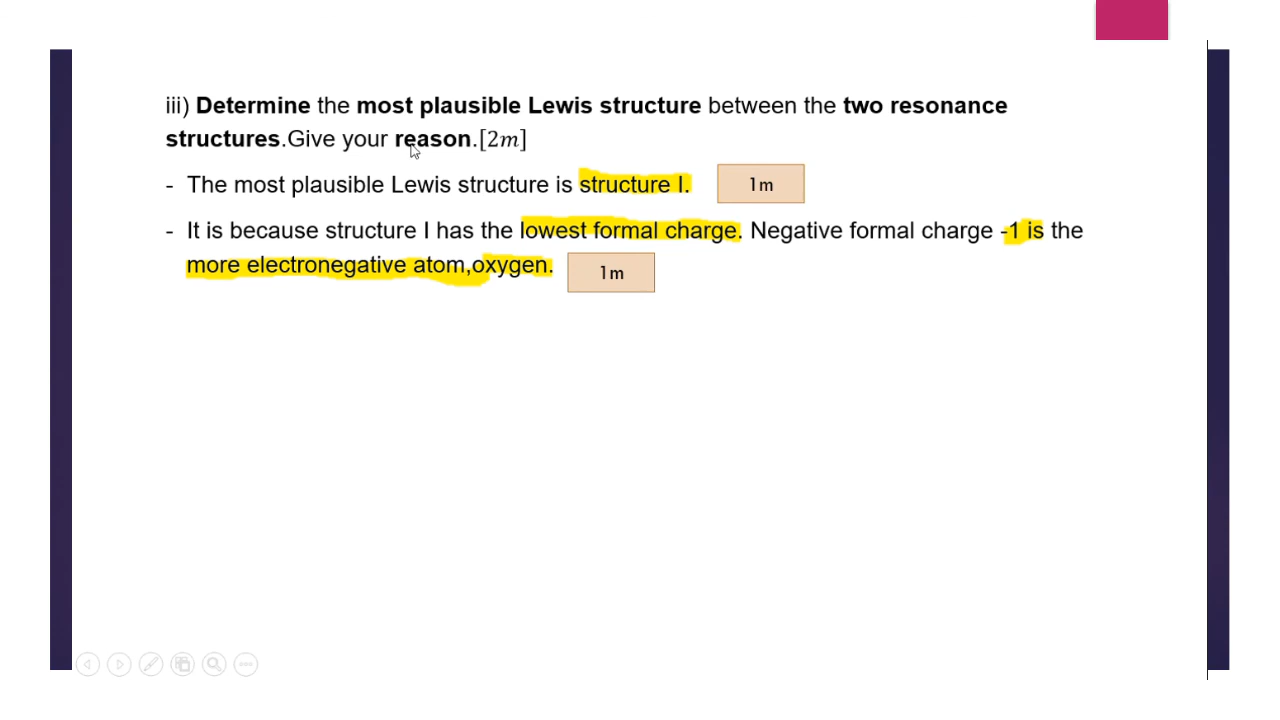 iii) Determine the most plausible Lewis structure between the two resonance
structures.Give your reason.[2m]
- The most plausible Lewis structure is structure I. 1m
- It is because structure I has the lowest formal charge. Negative formal charge -1 is the
more electronegative atom,oxygen. 1m